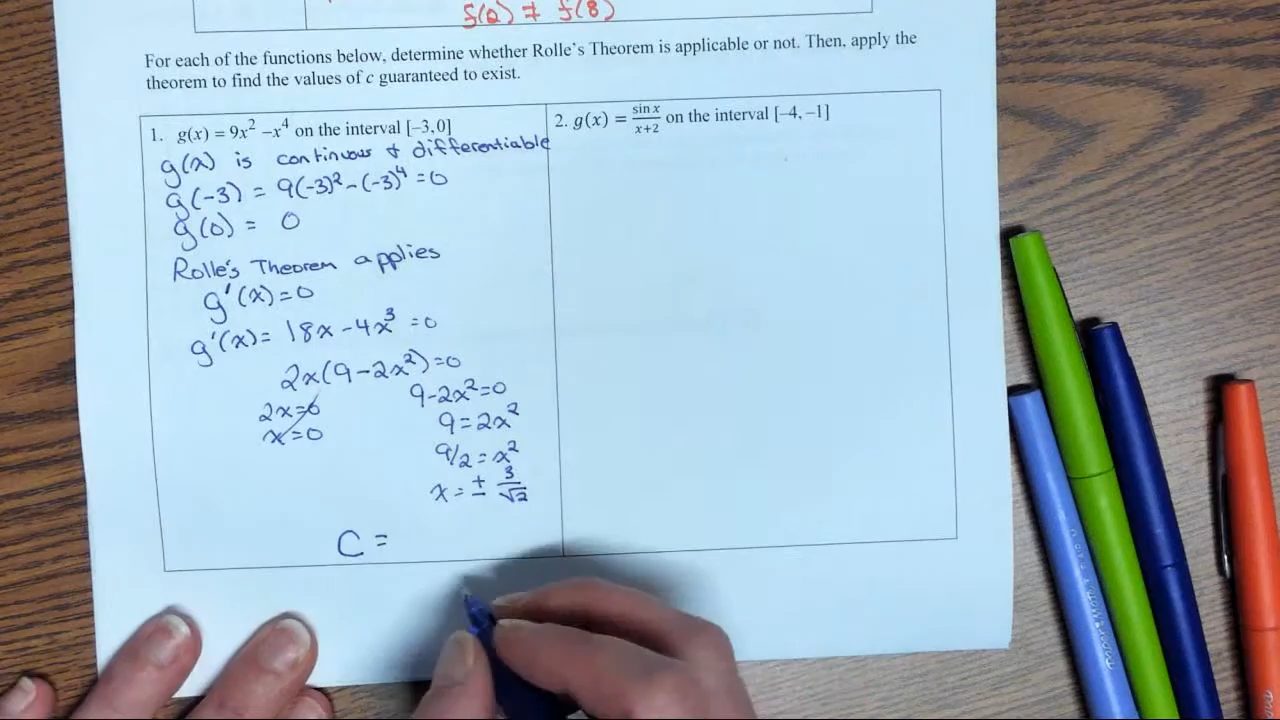 f(2) ≠ f(8)
For each of the functions below, determine whether Rolle's Theorem is applicable or not. Then, apply the
theorem to find the values of c guaranteed to exist.
1. g(x) = 9x² –x⁴ on the interval [–3,0]
g(x) is continuous & differentiable
g(-3) = 9(-3)² - (-3)⁴ = 0
g(0) = 0
Rolle's Theorem applies
g'(x) = 0
g'(x) = 18x - 4x³ = 0
2x(9 - 2x²) = 0
2x = 0
x = 0
9 - 2x² = 0
9 = 2x²
9/2 = x²
x = ± 3/√2
C =
2. g(x) = sin x / x+2 on the interval [–4, –1]